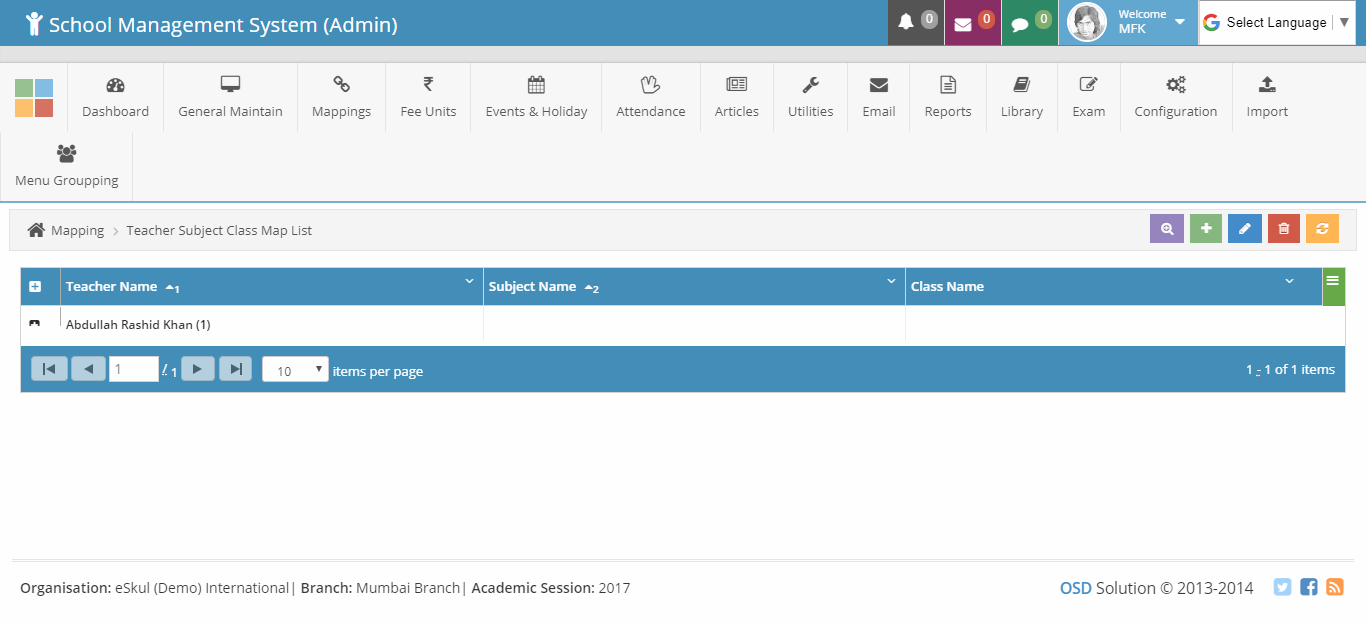 School Management System (Admin)
0
0
0
Welcome
MFK
Select Language
Dashboard
General Maintain
Mappings
Fee Units
Events & Holiday
Attendance
Articles
Utilities
Email
Reports
Library
Exam
Configuration
Import
Menu Groupping
Mapping
Teacher Subject Class Map List
Teacher Name 1
Subject Name 2
Class Name
Abdullah Rashid Khan (1)
1 / 1 10 items per page
1 - 1 of 1 items
Organisation: eSkul (Demo) International| Branch: Mumbai Branch| Academic Session: 2017
OSD Solution © 2013-2014